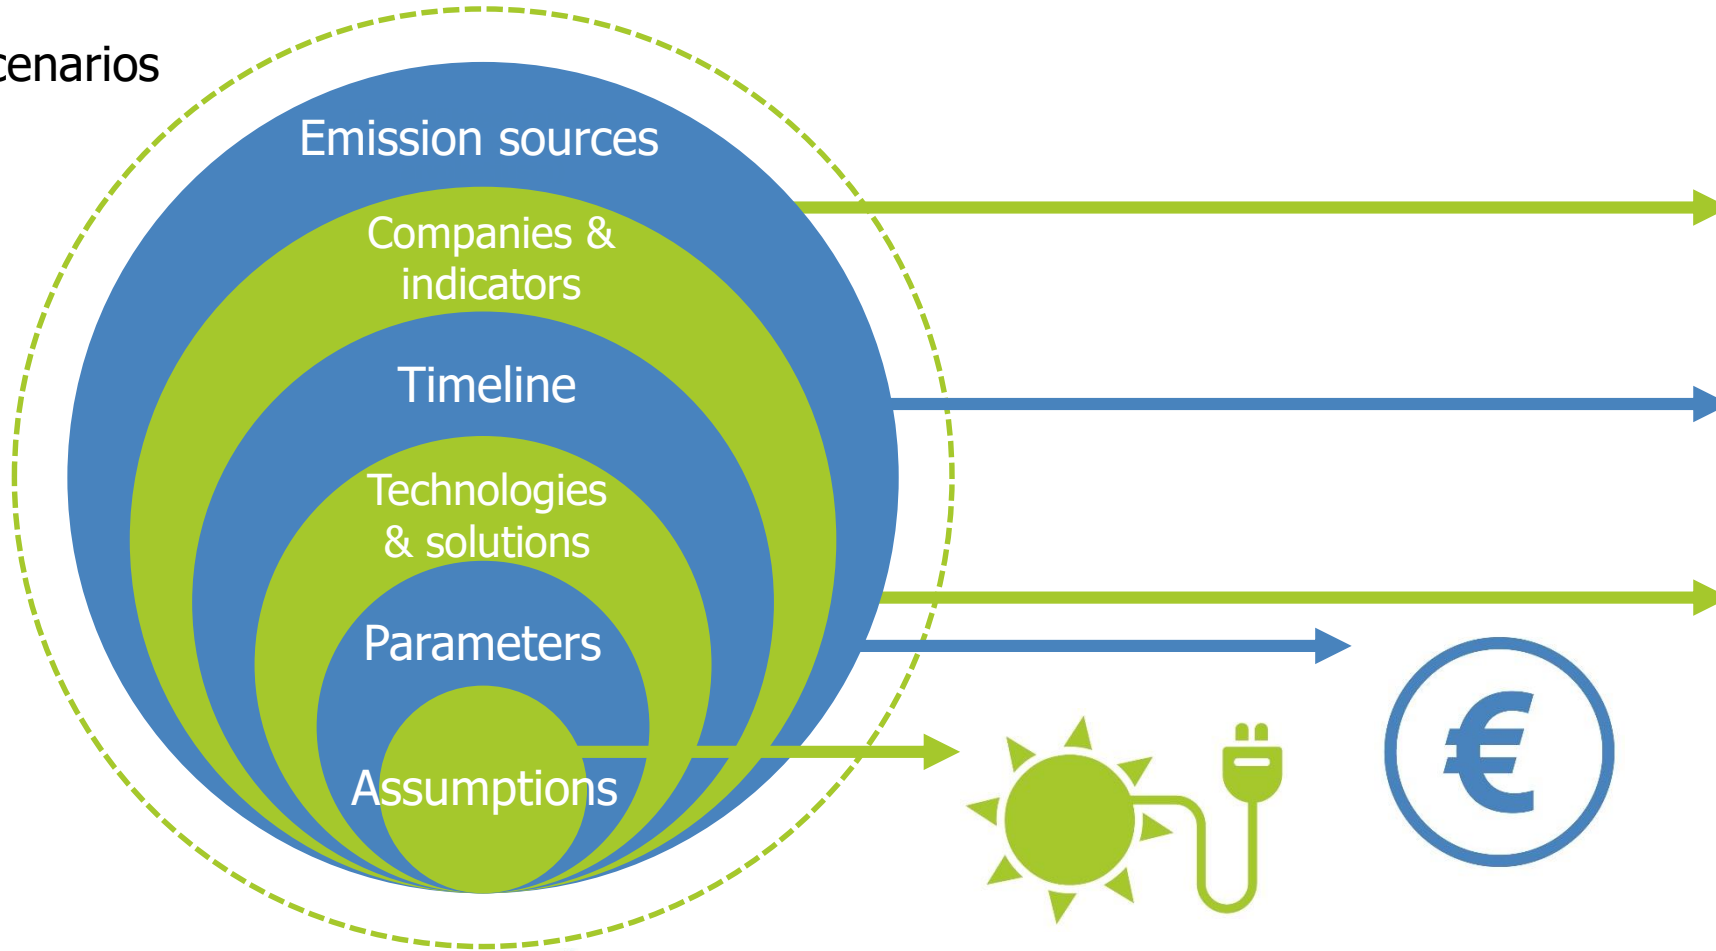 cenarios
Emission sources
Companies &
indicators
Timeline
Technologies
& solutions
Parameters
Assumptions
€